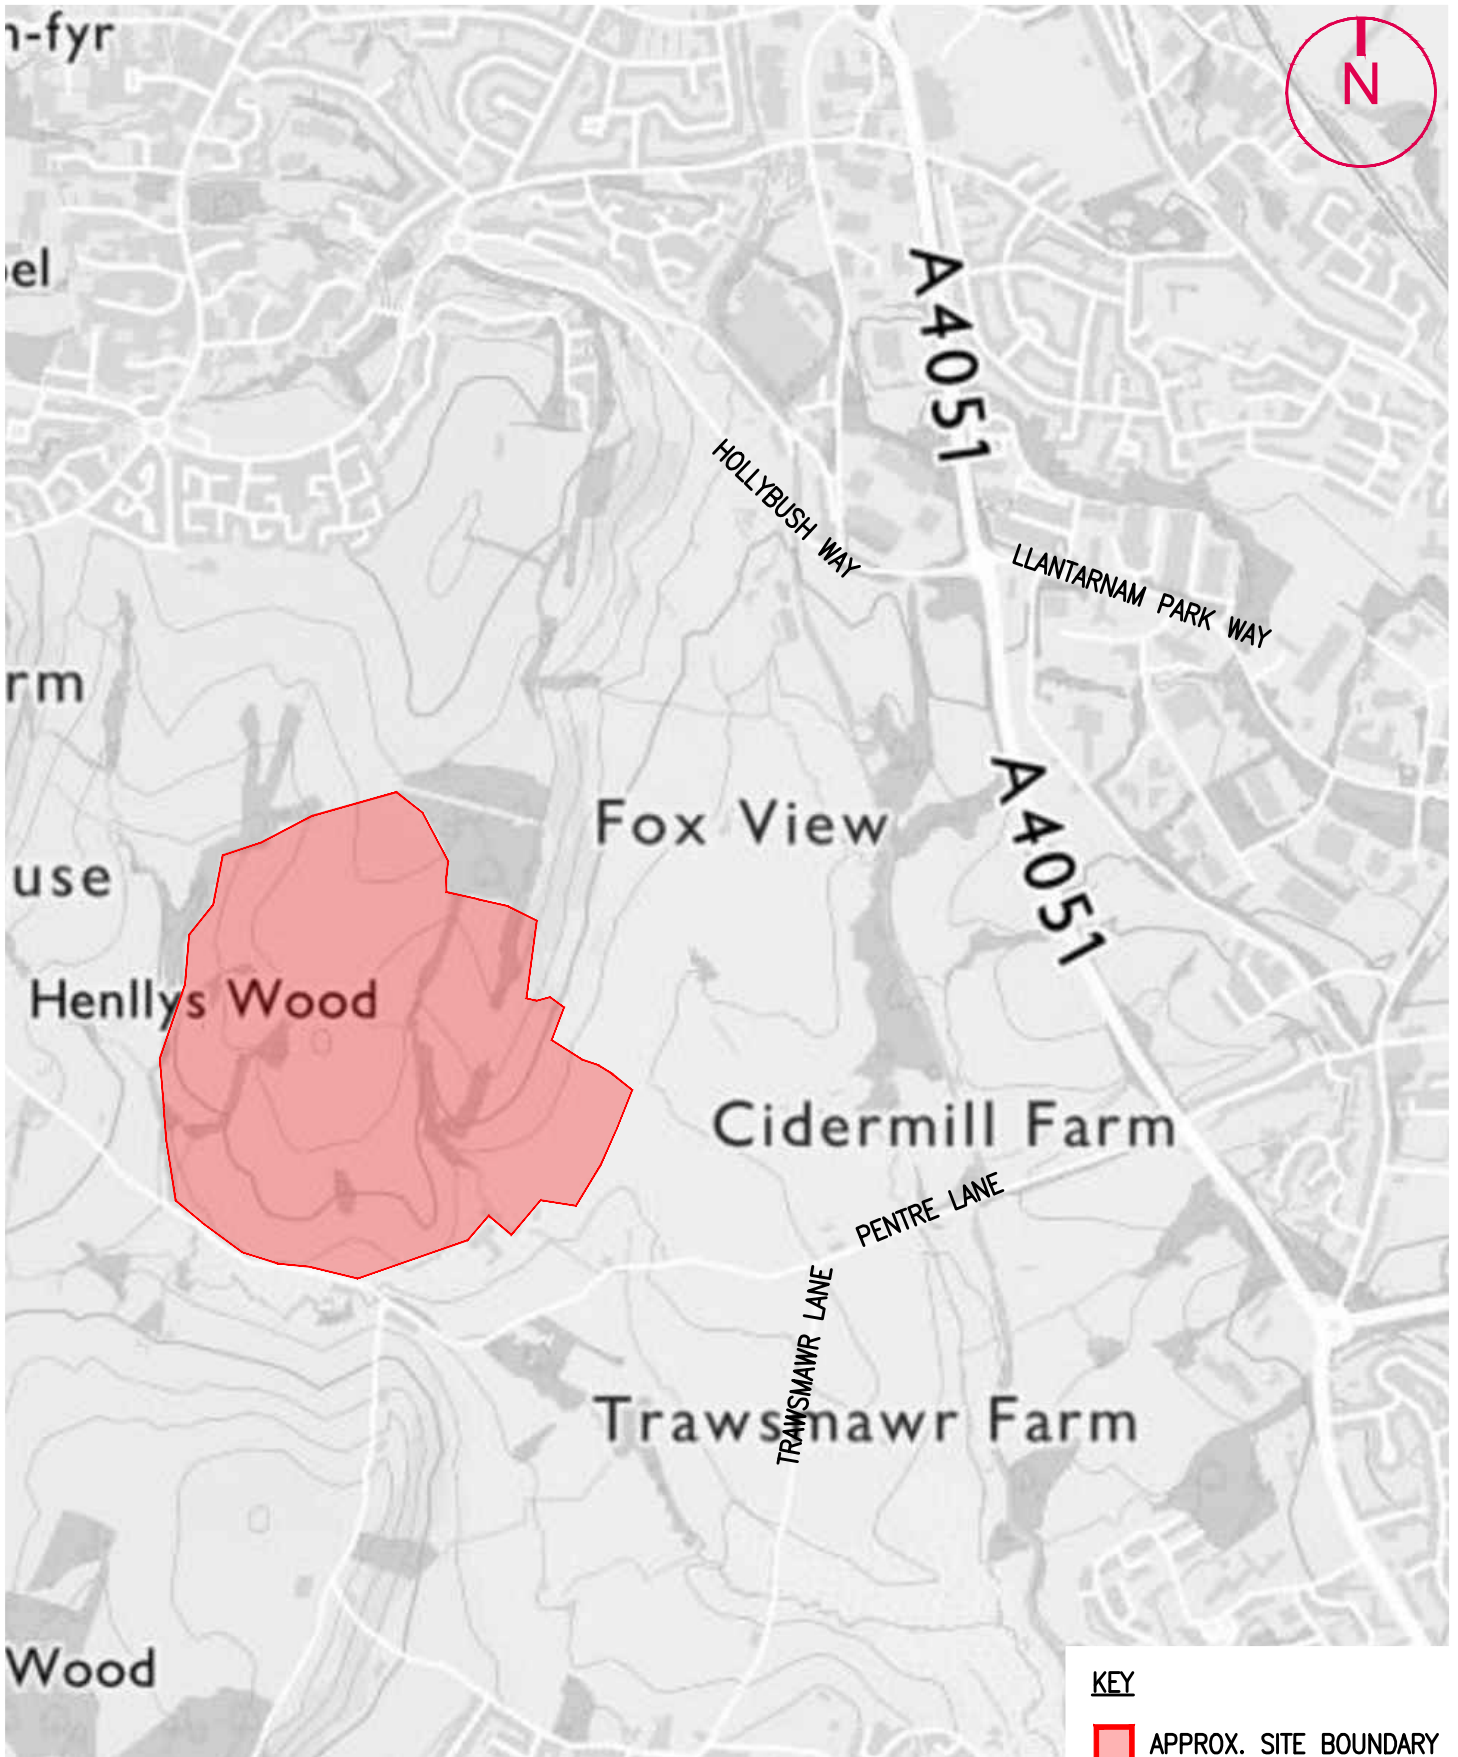 n-fyr
N
el
A4051
HOLLYBUSH WAY
LLANTARNAM PARK WAY
rm
A4051
Fox View
use
Henllys Wood
Cidermill Farm
PENTRE LANE
TRAWSMAWR LANE
Trawsmawr Farm
Wood
KEY
APPROX. SITE BOUNDARY